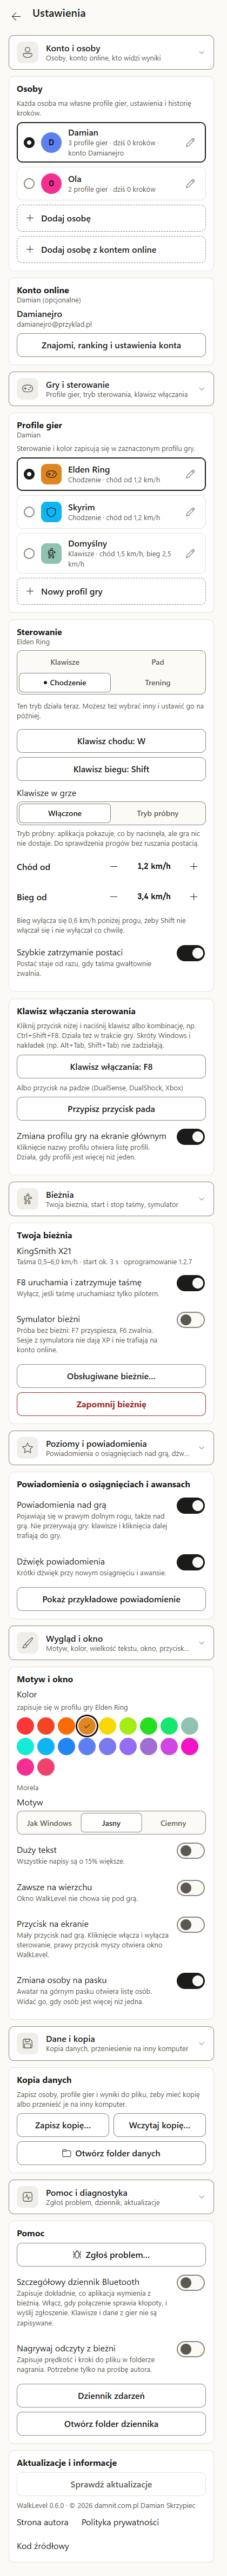 Ustawienia
Konto i osoby
Osoby, konto online, kto widzi wyniki
Osoby
Każda osoba ma własne profile gier, ustawienia i historię
kroków.
D
Damian
3 profile gier · dziś 0 kroków ·
konto Damianejro
O
Ola
2 profile gier · dziś 0 kroków
Dodaj osobę
Dodaj osobę z kontem online
Konto online
Damian (opcjonalne)
Damianejro
damianejro@przyklad.pl
Znajomi, ranking i ustawienia konta
Gry i sterowanie
Profile gier, tryb sterowania, klawisz włączania
Profile gier
Damian
Sterowanie i kolor zapisują się w zaznaczonym profilu gry.
Elden Ring
Chodzenie · chód od 1,2 km/h
Skyrim
Chodzenie · chód od 1,2 km/h
Domyślny
Klawisze · chód 1,5 km/h, bieg 2,5
km/h
Nowy profil gry
Sterowanie
Elden Ring
Klawisze
Pad
• Chodzenie
Trening
Ten tryb działa teraz. Możesz też wybrać inny i ustawić go na
później.
Klawisz chodu: W
Klawisz biegu: Shift
Klawisze w grze
Włączone
Tryb próbny
Tryb próbny: aplikacja pokazuje, co by nacisnęła, ale gra nic
nie dostaje. Do sprawdzenia progów bez ruszania postacią.
Chód od
1,2 km/h
Bieg od
3,4 km/h
Bieg wyłącza się 0,6 km/h poniżej progu, żeby Shift nie
włączał się i nie wyłączał co chwilę.
Szybkie zatrzymanie postaci
Postać staje od razu, gdy taśma gwałtownie
zwalnia.
Klawisz włączania sterowania
Kliknij przycisk niżej i naciśnij klawisz albo kombinację, np.
Ctrl+Shift+F8. Działa też w trakcie gry. Skróty Windows i
nakładek (np. Alt+Tab, Shift+Tab) nie zadziałają.
Klawisz włączania: F8
Albo przycisk na padzie (DualSense, DualShock, Xbox)
Przypisz przycisk pada
Zmiana profilu gry na ekranie głównym
Kliknięcie nazwy profilu otwiera listę profili.
Działa, gdy profili jest więcej niż jeden.
Bieżnia
Twoja bieżnia, start i stop taśmy, symulator
Twoja bieżnia
KingSmith X21
Taśma 0,5–6,0 km/h · start ok. 3 s · oprogramowanie 1.2.7
F8 uruchamia i zatrzymuje taśmę
Wyłącz, jeśli taśmę uruchamiasz tylko pilotem.
Symulator bieżni
Próba bez bieżni: F7 przyspiesza, F6 zwalnia.
Sesje z symulatora nie dają XP i nie trafiają na
konto online.
Obsługiwane bieżnie...
Zapomnij bieżnię
Poziomy i powiadomienia
Powiadomienia o osiągnięciach nad grą, dźw...
Powiadomienia o osiągnięciach i awansach
Powiadomienia nad grą
Pojawiają się w prawym dolnym rogu, także nad
grą. Nie przerywają gry: klawisze i kliknięcia dalej
trafiają do gry.
Dźwięk powiadomienia
Krótki dźwięk przy nowym osiągnięciu i awansie.
Pokaż przykładowe powiadomienie
Wygląd i okno
Motyw, kolor, wielkość tekstu, okno, przycisk...
Motyw i okno
Kolor
zapisuje się w profilu gry Elden Ring
Morela
Motyw
Jak Windows
Jasny
Ciemny
Duży tekst
Wszystkie napisy są o 15% większe.
Zawsze na wierzchu
Okno WalkLevel nie chowa się pod grą.
Przycisk na ekranie
Mały przycisk nad grą. Kliknięcie włącza i wyłącza
sterowanie, prawy przycisk myszy otwiera okno
WalkLevel.
Zmiana osoby na pasku
Awatar na górnym pasku otwiera listę osób.
Widać go, gdy osób jest więcej niż jedna.
Dane i kopia
Kopia danych, przeniesienie na inny komputer
Kopia danych
Zapisz osoby, profile gier i wyniki do pliku, żeby mieć kopię
albo przenieść je na inny komputer.
Zapisz kopię...
Wczytaj kopię...
Otwórz folder danych
Pomoc i diagnostyka
Zgłoś problem, dziennik, aktualizacje
Pomoc
Zgłoś problem...
Szczegółowy dziennik Bluetooth
Zapisuje dokładnie, co aplikacja wymienia z
bieżnią. Włącz, gdy połączenie sprawia kłopoty, i
wyślij zgłoszenie. Klawisze i dane z gier nie są
zapisywane.
Nagrywaj odczyty z bieżni
Zapisuje prędkość i kroki do pliku w folderze
nagrania. Potrzebne tylko na prośbę autora.
Dziennik zdarzeń
Otwórz folder dziennika
Aktualizacje i informacje
Sprawdź aktualizacje
WalkLevel 0.6.0 · © 2026 damnit.com.pl Damian Skrzypiec
Strona autora
Polityka prywatności
Kod źródłowy